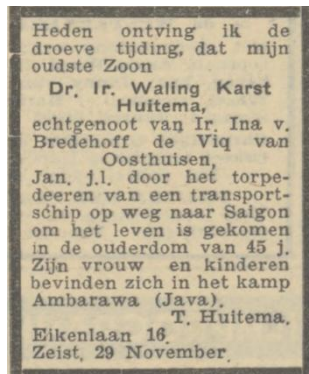 Heden ontving ik de
droeve tijding, dat mijn
oudste Zoon
Dr. Ir. Waling Karst
Huitema,
echtgenoot van Ir. Ina v.
Bredehoff de Viq van
Oosthuisen,
Jan. j.l. door het torpe-
deeren van een transport-
schip op weg naar Saigon
om het leven is gekomen
in de ouderdom van 45 j.
Zijn vrouw en kinderen
bevinden zich in het kamp
Ambarawa (Java).
T. Huitema.
Eikenlaan 16.
Zeist, 29 November.